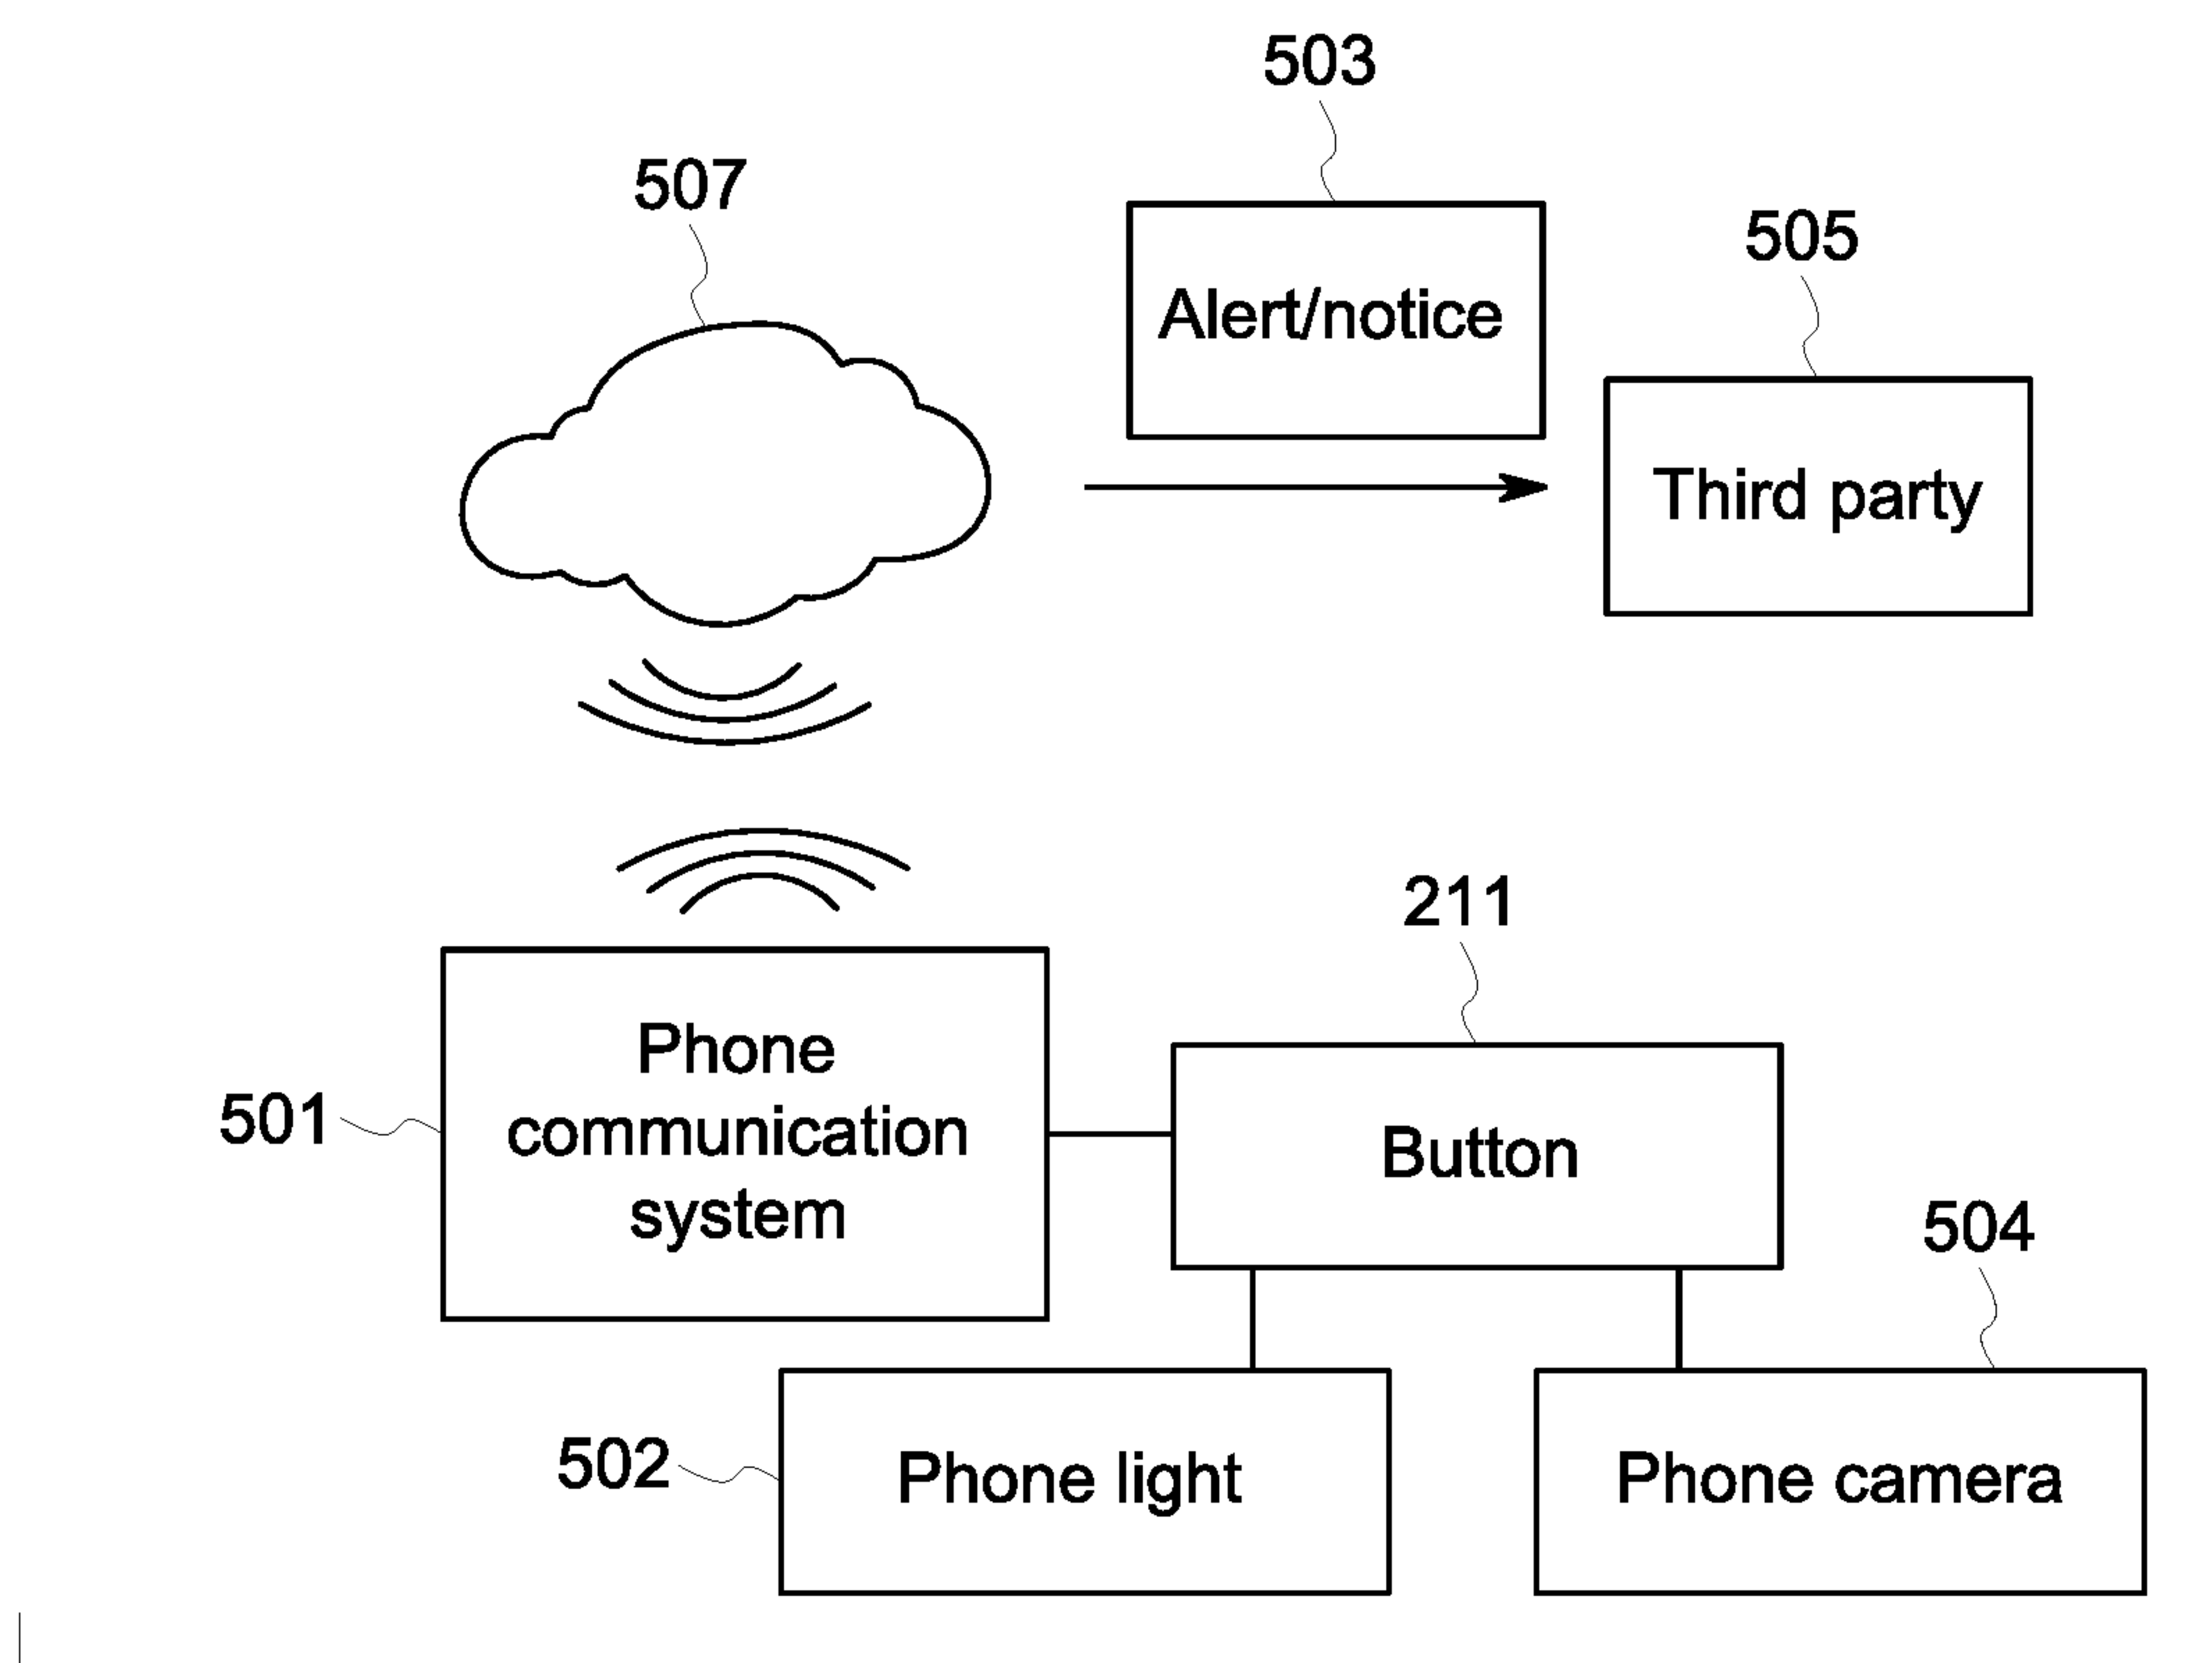 503
507
505
Alert/notice
Third party
211
Phone
communication
system
501
Button
504
502
Phone light
Phone camera